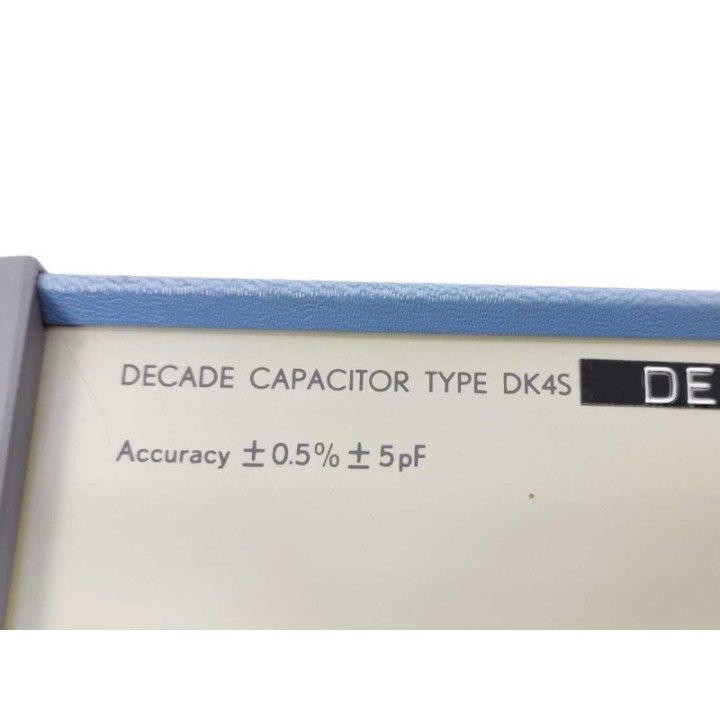 DECADE CAPACITOR TYPE DK4S DE
Accuracy ± 0.5% ± 5pF